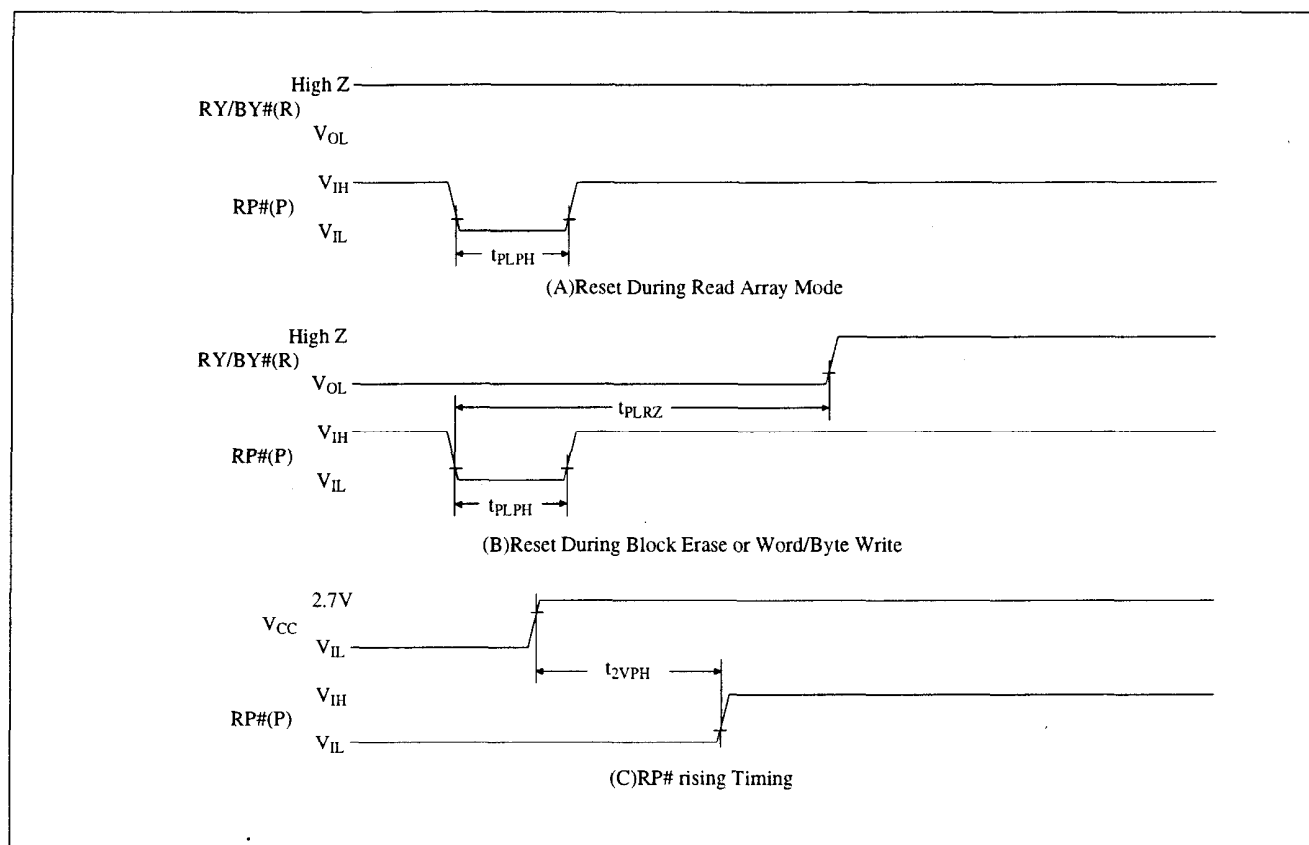 High Z
RY/BY#(R)
VOL
VIH
RP#(P)
VIL
tPLPH
(A)Reset During Read Array Mode
High Z
RY/BY#(R)
VOL
tPLRZ
VIH
RP#(P)
VIL
tPLPH
(B)Reset During Block Erase or Word/Byte Write
2.7V
VCC
VIL
t2VPH
VIH
RP#(P)
VIL
(C)RP# rising Timing